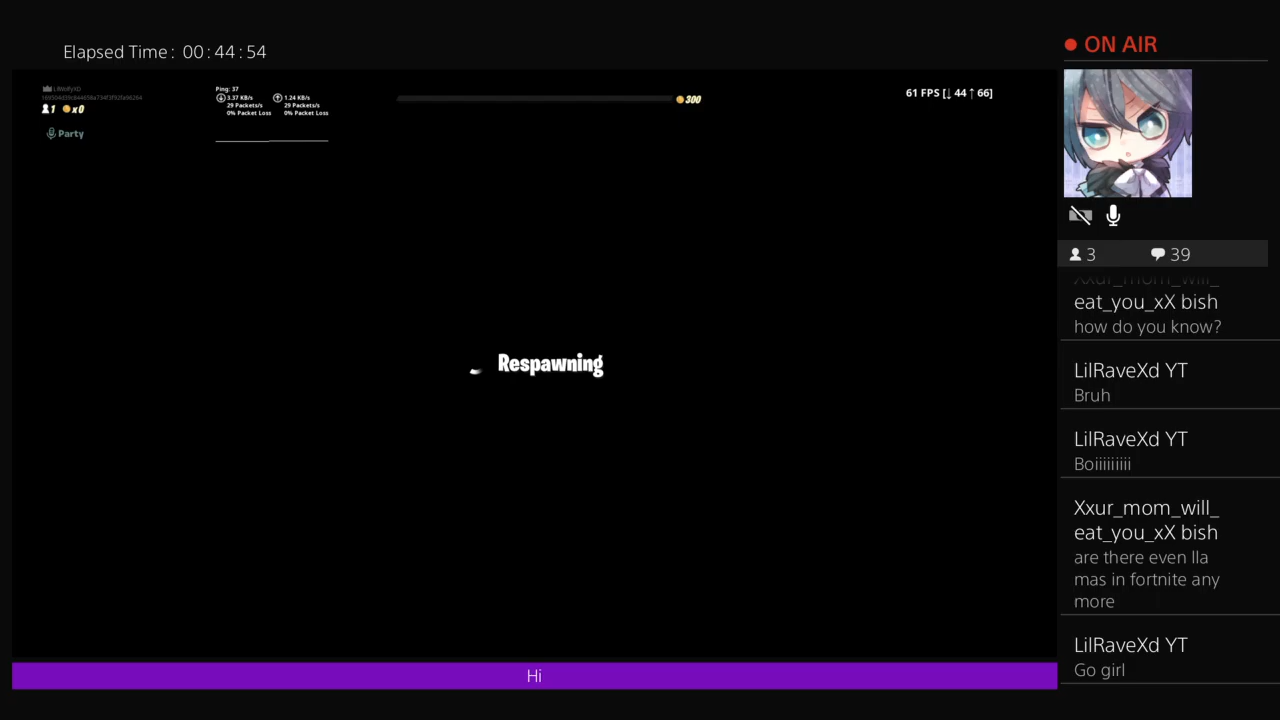 Elapsed Time: 00:44:54
ON AIR
LilWolfyXD
Ping: 37
3.37 KB/s 1.24 KB/s
29 Packets/s 29 Packets/s
0% Packet Loss 0% Packet Loss
1 x0
Party
300
61 FPS [↓ 44 ↑ 66]
3 39
Xxur_mom_will_
eat_you_xX bish
how do you know?
LilRaveXd YT
Bruh
LilRaveXd YT
Boiiiiiiiii
Xxur_mom_will_
eat_you_xX bish
are there even lla
mas in fortnite any
more
LilRaveXd YT
Go girl
Respawning
Hi